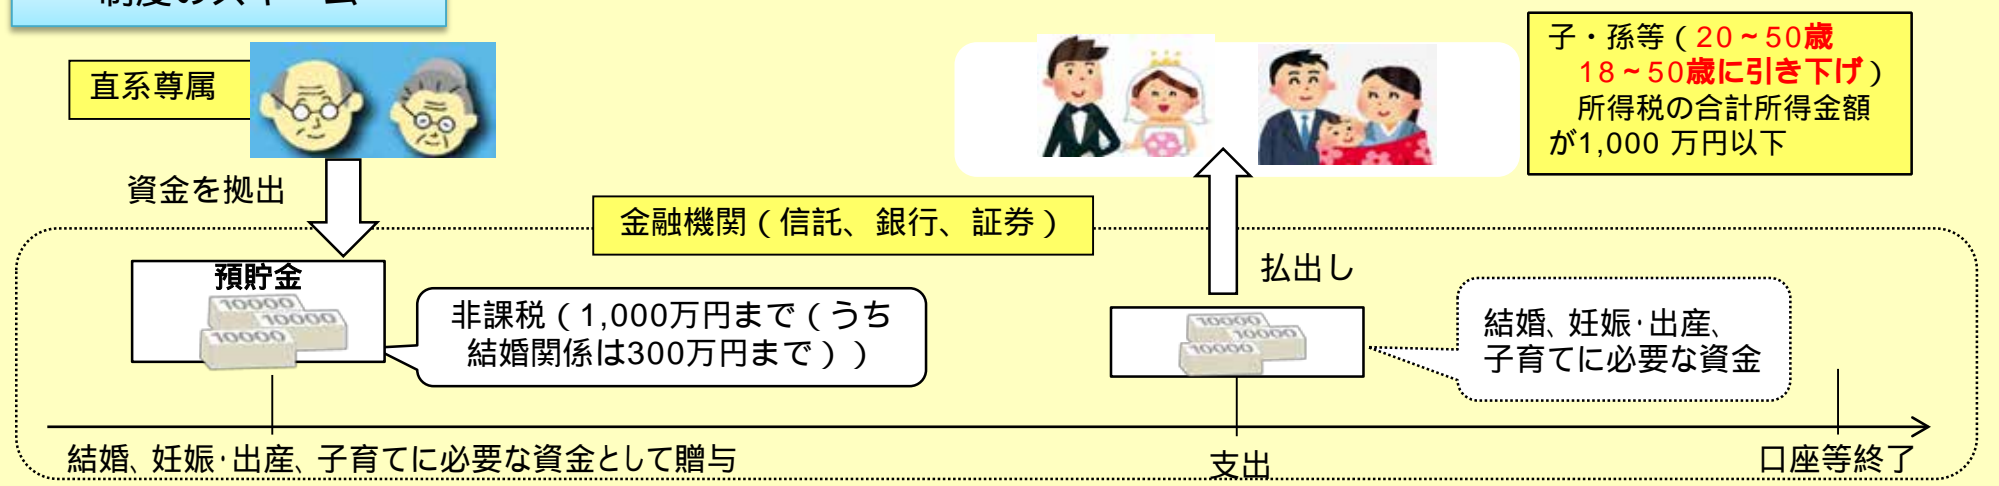 直系尊属
子・孫等（20～50歳
18～50歳に引き下げ）
所得税の合計所得金額
が1,000 万円以下
資金を拠出
金融機関（信託、銀行、証券）
払出し
預貯金
10000
10000
10000
非課税（1,000万円まで（うち
結婚関係は300万円まで））
10000
10000
10000
結婚、妊娠・出産、
子育てに必要な資金
結婚、妊娠・出産、子育てに必要な資金として贈与
支出
口座等終了